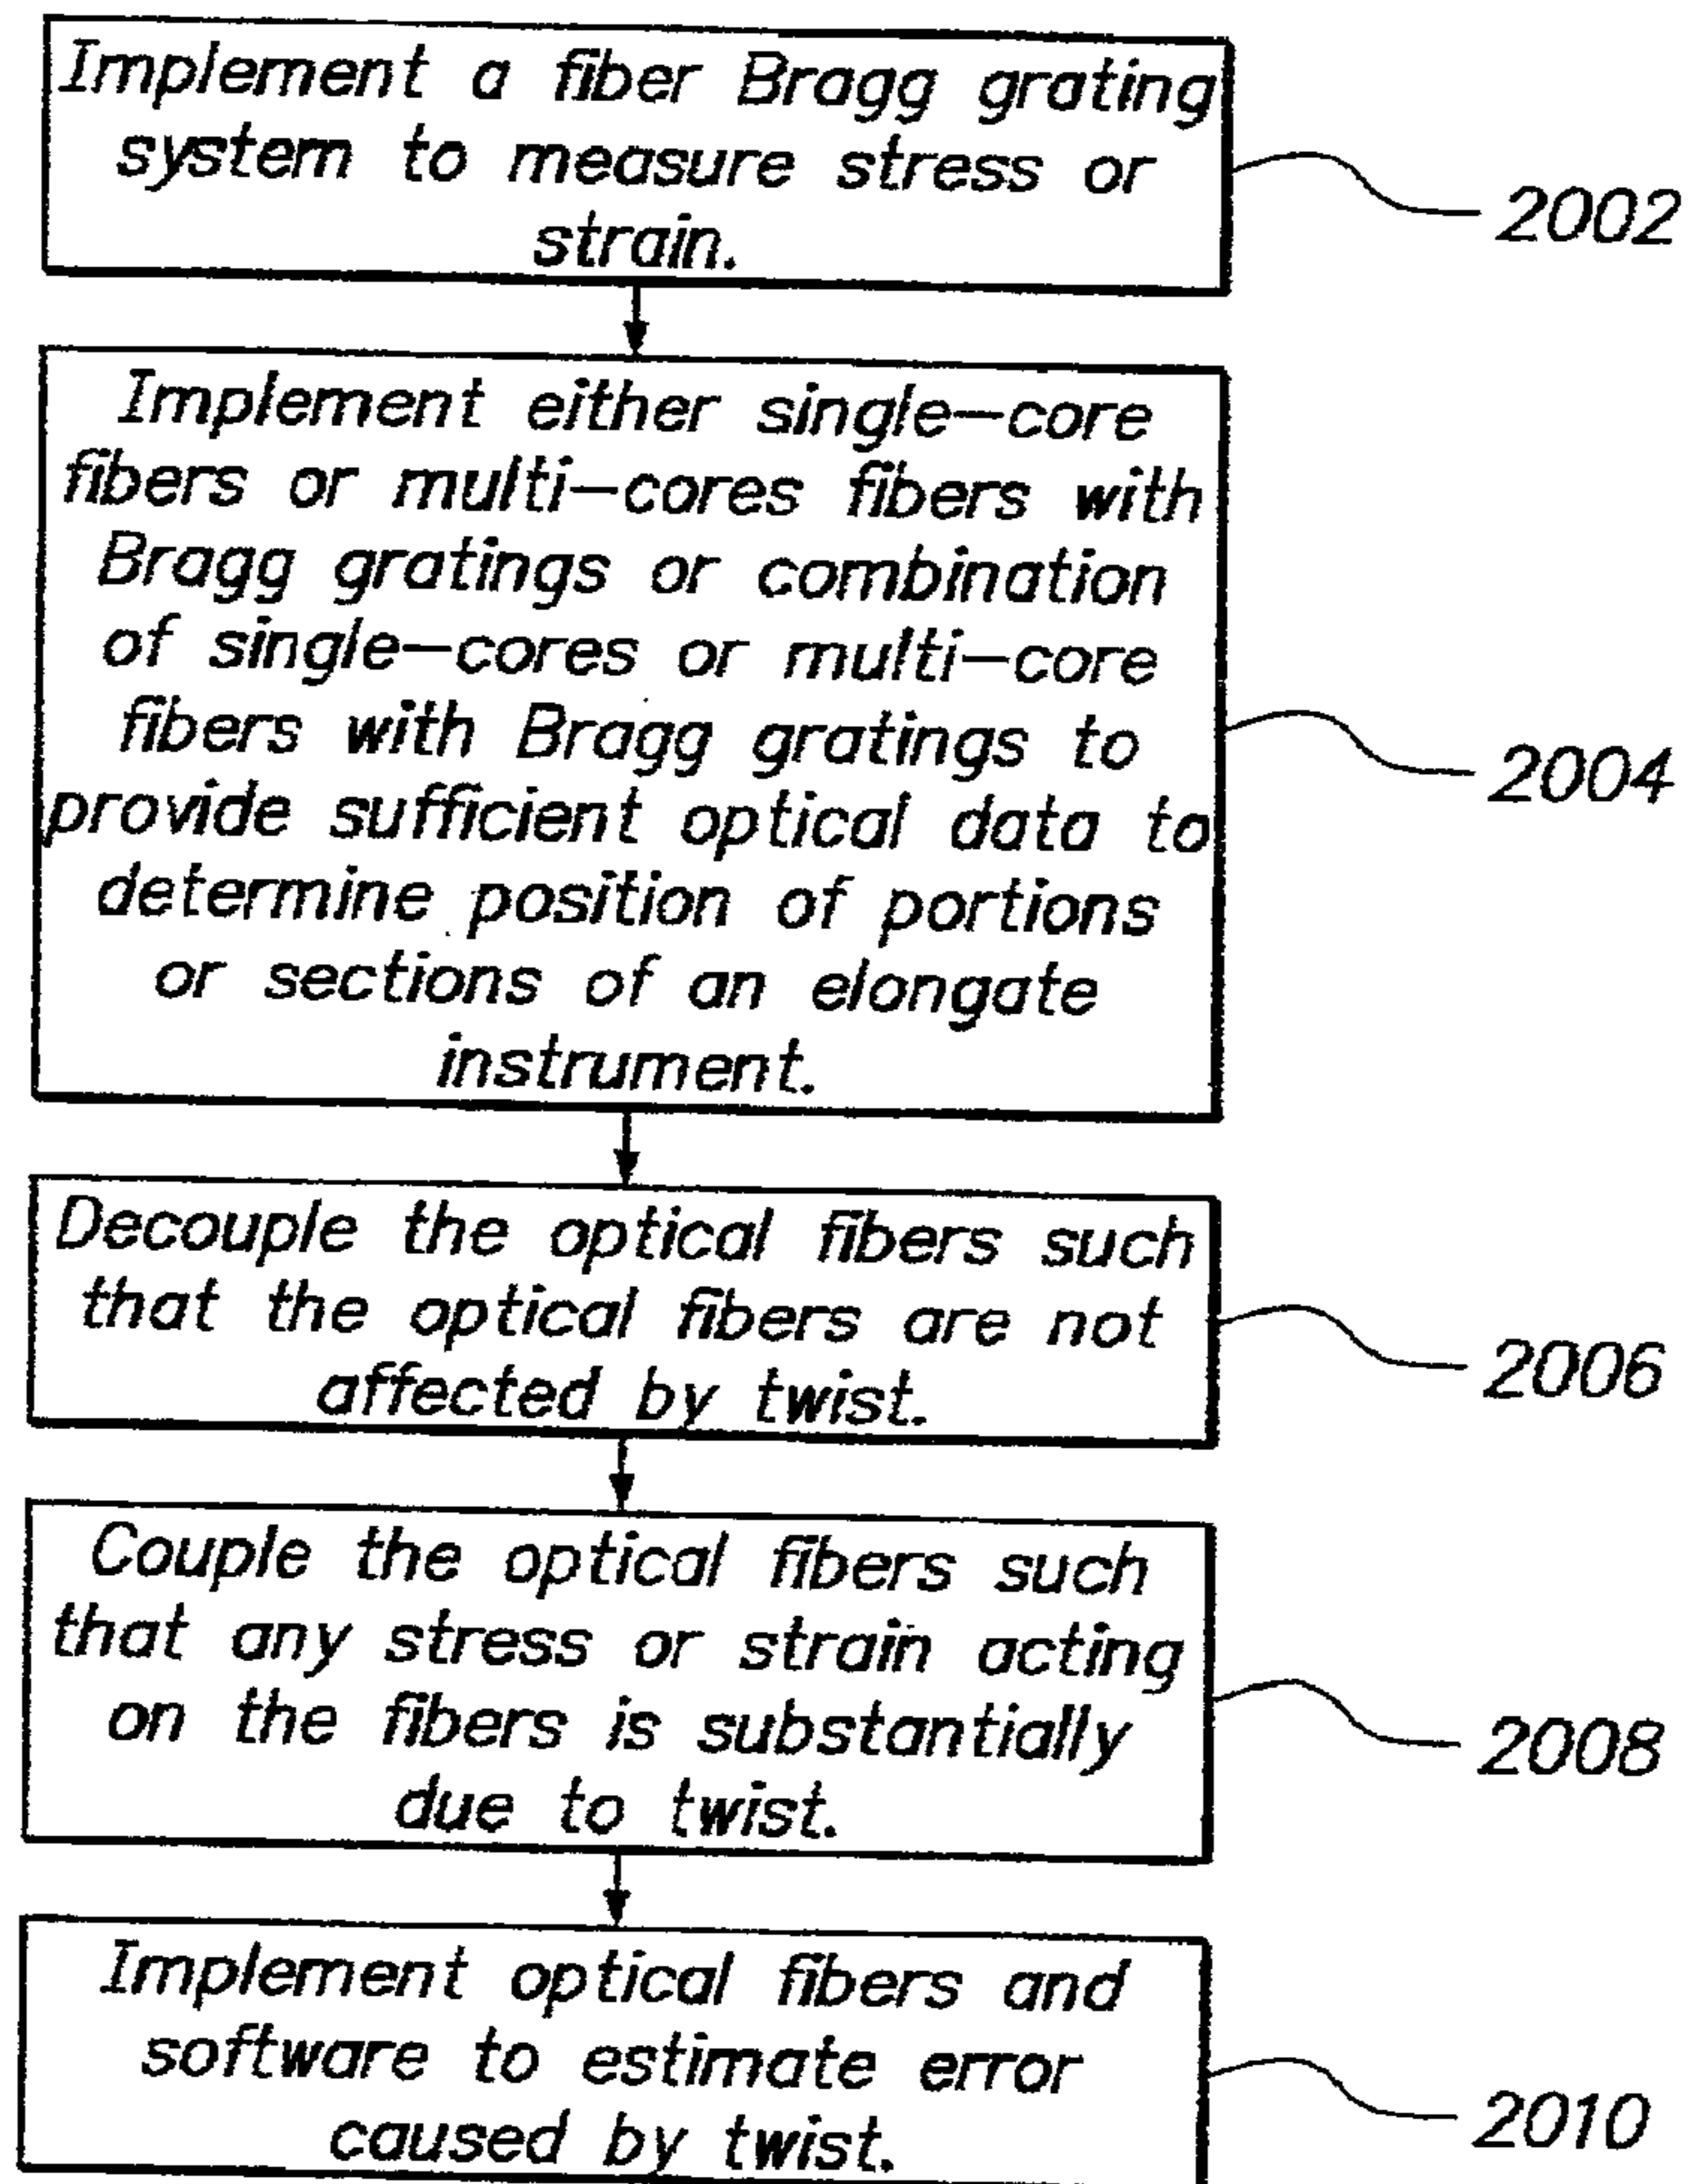 Implement a fiber Bragg grating
system to measure stress or
strain.
2002
Implement either single—core
fibers or multi—cores fibers with
Bragg gratings or combination
of single—cores or multi—core
fibers with Bragg gratings to
provide sufficient optical data to
determine position of portions
or sections of an elongate
instrument.
2004
Decouple the optical fibers such
that the optical fibers are not
affected by twist.
2006
Couple the optical fibers such
that any stress or strain acting
on the fibers is substantially
due to twist.
2008
Implement optical fibers and
software to estimate error
caused by twist.
2010